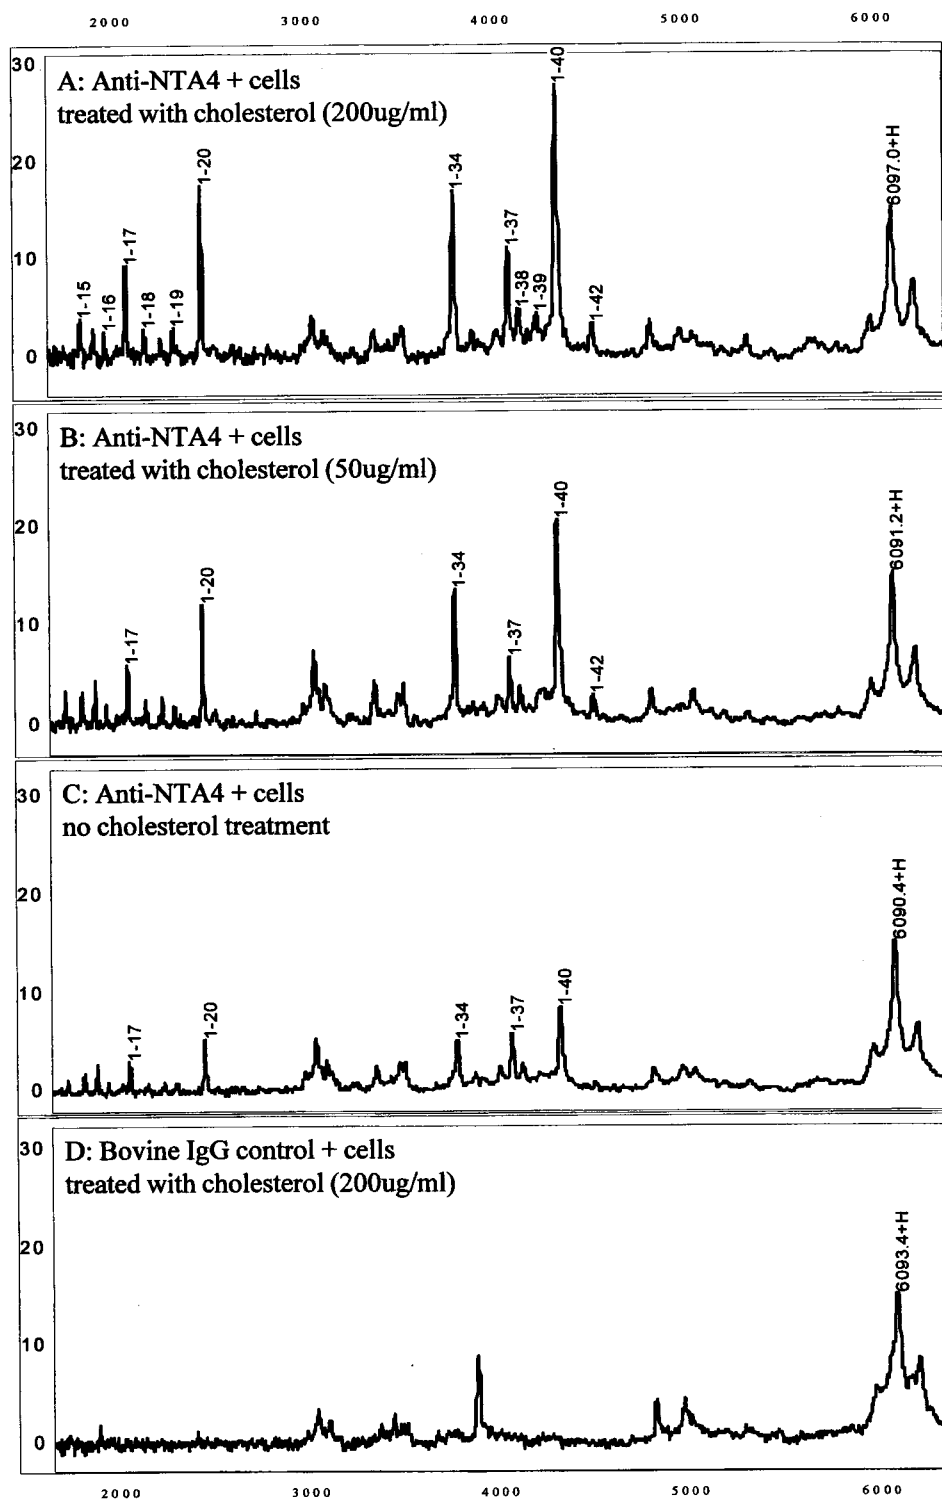 2000 3000 4000 5000 6000
A: Anti-NTA4 + cells
treated with cholesterol (200ug/ml)
30
20
10
0
1-15
1-16
1-17
1-18
1-19
1-20
1-34
1-37
1-38
1-39
1-40
1-42
6097.0+H
B: Anti-NTA4 + cells
treated with cholesterol (50ug/ml)
30
20
10
0
1-17
1-20
1-34
1-37
1-40
1-42
6091.2+H
C: Anti-NTA4 + cells
no cholesterol treatment
30
20
10
0
1-17
1-20
1-34
1-37
1-40
6090.4+H
D: Bovine IgG control + cells
treated with cholesterol (200ug/ml)
30
20
10
0
6093.4+H
2000 3000 4000 5000 6000